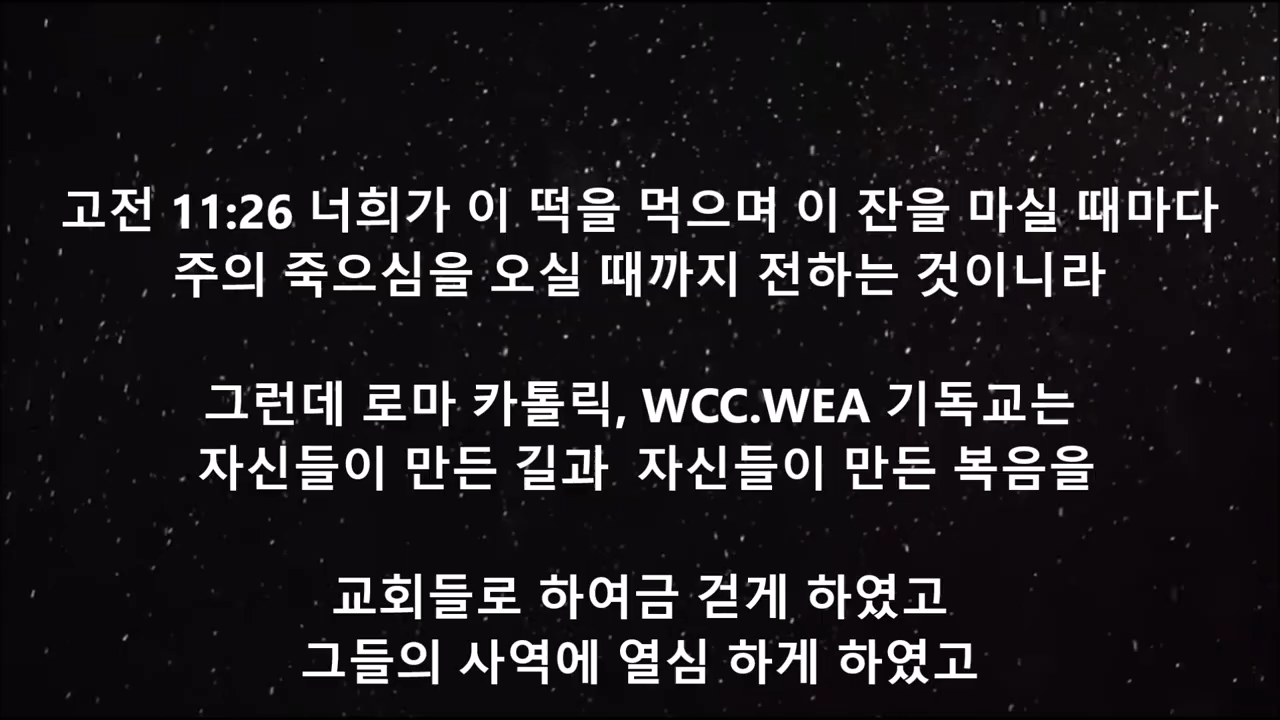 고전 11:26 너희가 이 떡을 먹으며 이 잔을 마실 때마다
주의 죽으심을 오실 때까지 전하는 것이니라
그런데 로마 카톨릭, WCC.WEA 기독교는
자신들이 만든 길과 자신들이 만든 복음을
교회들로 하여금 걷게 하였고
그들의 사역에 열심 하게 하였고